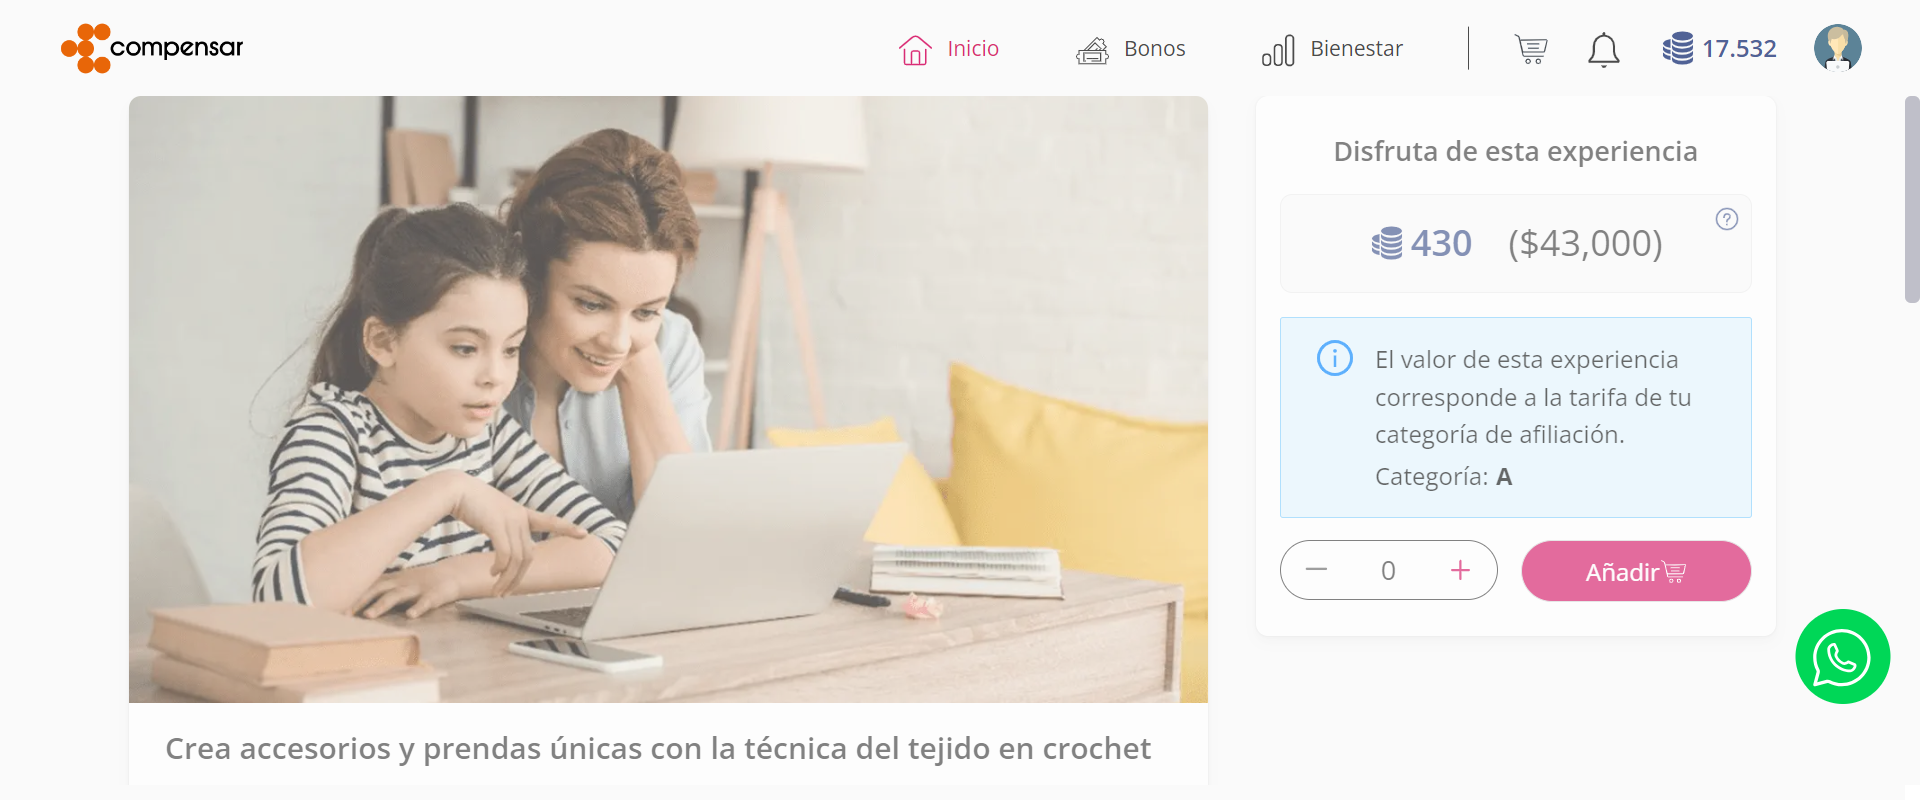 compensar
Inicio
Bonos
Bienestar
17.532
Disfruta de esta experiencia
430 ($43,000)
?
El valor de esta experiencia
corresponde a la tarifa de tu
categoría de afiliación.
Categoría: A
— 0 +
Añadir
Crea accesorios y prendas únicas con la técnica del tejido en crochet